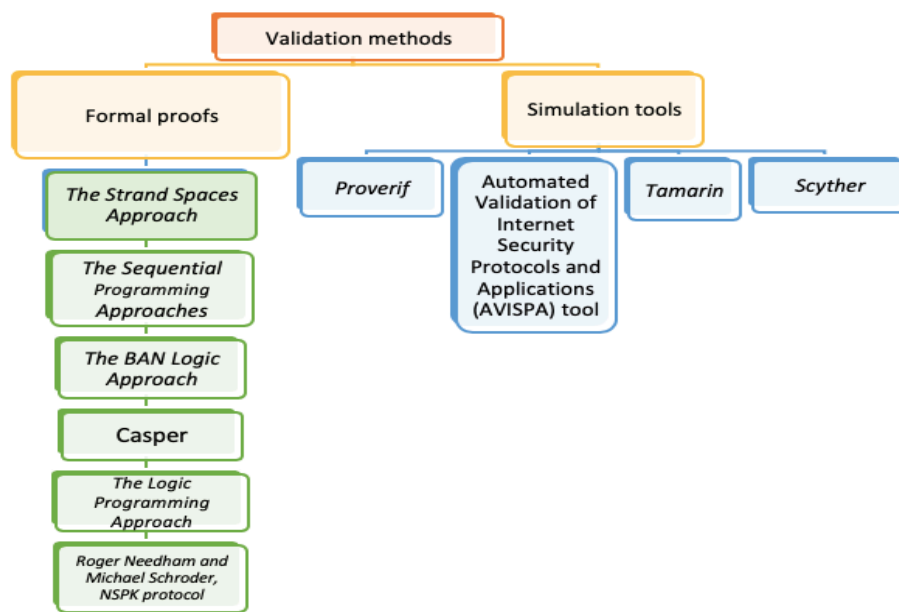 Validation methods
Formal proofs
Simulation tools
The Strand Spaces
Approach
The Sequential
Programming
Approaches
The BAN Logic
Approach
Casper
The Logic
Programming
Approach
Roger Needham and
Michael Schroder,
NSPK protocol
Proverif
Automated
Validation of
Internet
Security
Protocols and
Applications
(AVISPA) tool
Tamarin
Scyther